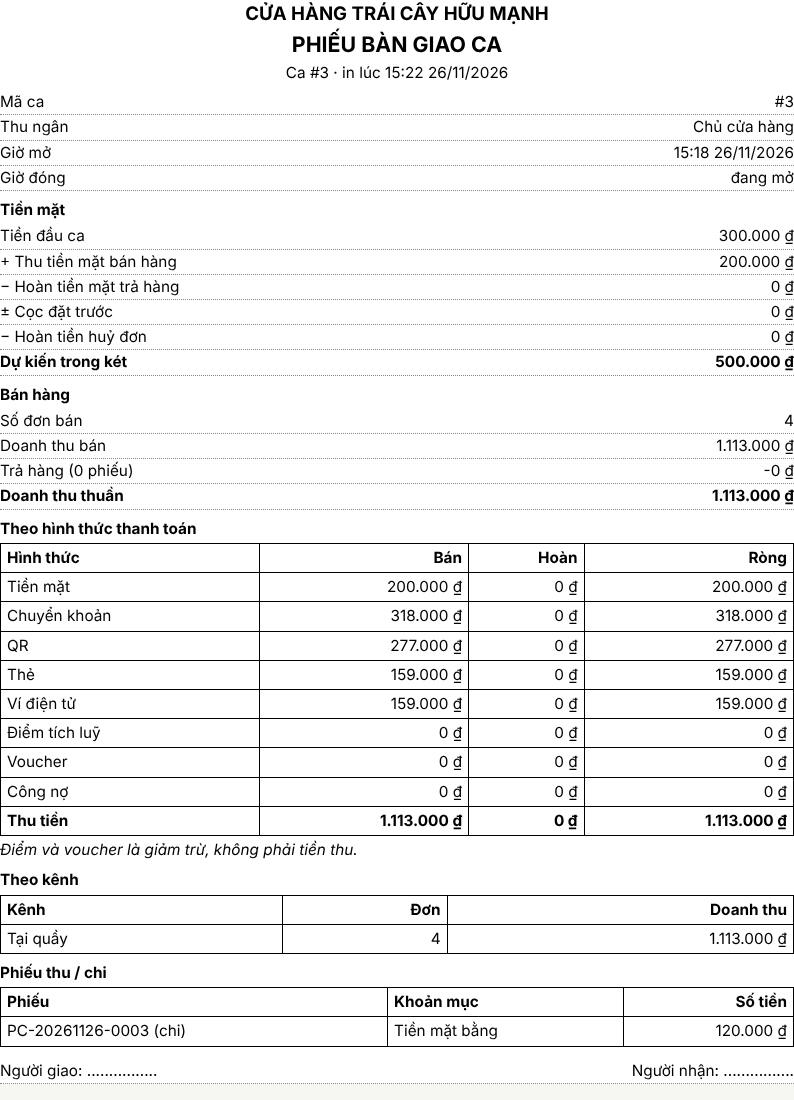 CỬA HÀNG TRÁI CÂY HỮU MẠNH
PHIẾU BÀN GIAO CA
Ca #3 · in lúc 15:22 26/11/2026
Mã ca #3
Thu ngân Chủ cửa hàng
Giờ mở 15:18 26/11/2026
Giờ đóng đang mở
Tiền mặt
Tiền đầu ca 300.000 ₫
+ Thu tiền mặt bán hàng 200.000 ₫
− Hoàn tiền mặt trả hàng 0 ₫
± Cọc đặt trước 0 ₫
− Hoàn tiền huỷ đơn 0 ₫
Dự kiến trong két 500.000 ₫
Bán hàng
Số đơn bán 4
Doanh thu bán 1.113.000 ₫
Trả hàng (0 phiếu) -0 ₫
Doanh thu thuần 1.113.000 ₫
Theo hình thức thanh toán
Hình thức Bán Hoàn Ròng
Tiền mặt 200.000 ₫ 0 ₫ 200.000 ₫
Chuyển khoản 318.000 ₫ 0 ₫ 318.000 ₫
QR 277.000 ₫ 0 ₫ 277.000 ₫
Thẻ 159.000 ₫ 0 ₫ 159.000 ₫
Ví điện tử 159.000 ₫ 0 ₫ 159.000 ₫
Điểm tích luỹ 0 ₫ 0 ₫ 0 ₫
Voucher 0 ₫ 0 ₫ 0 ₫
Công nợ 0 ₫ 0 ₫ 0 ₫
Thu tiền 1.113.000 ₫ 0 ₫ 1.113.000 ₫
Điểm và voucher là giảm trừ, không phải tiền thu.
Theo kênh
Kênh Đơn Doanh thu
Tại quầy 4 1.113.000 ₫
Phiếu thu / chi
Phiếu Khoản mục Số tiền
PC-20261126-0003 (chi) Tiền mặt bằng 120.000 ₫
Người giao: ................ Người nhận: ................